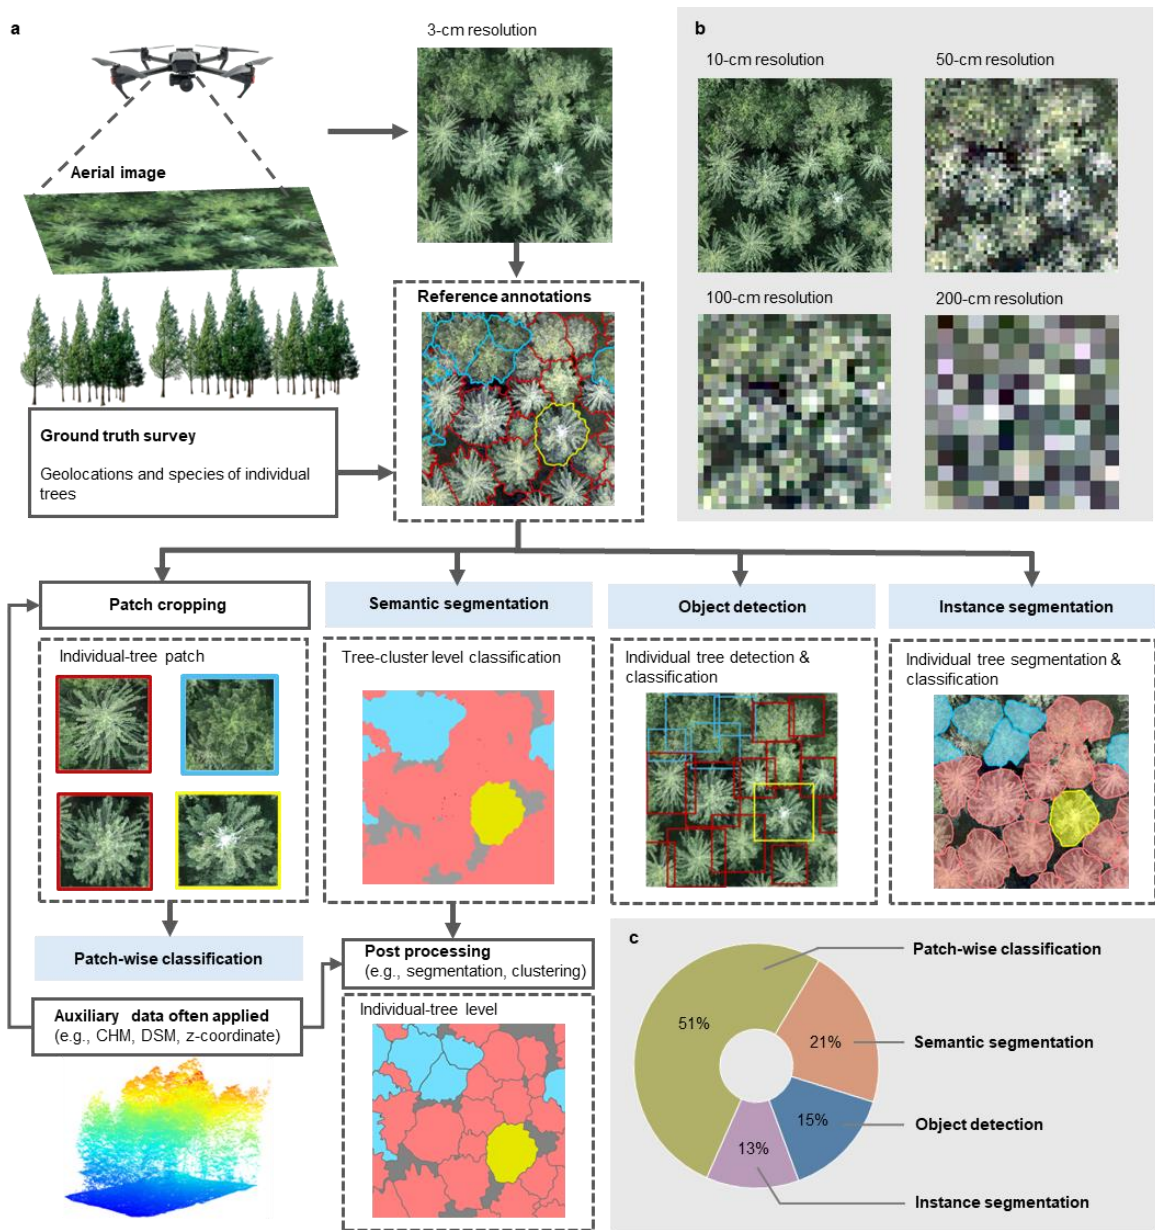 a
3-cm resolution
Aerial image
Reference annotations
Ground truth survey
Geolocations and species of individual
trees
b
10-cm resolution
50-cm resolution
100-cm resolution
200-cm resolution
Patch cropping
Semantic segmentation
Object detection
Instance segmentation
Individual-tree patch
Tree-cluster level classification
Individual tree detection &
classification
Individual tree segmentation &
classification
Patch-wise classification
Auxiliary data often applied
(e.g., CHM, DSM, z-coordinate)
Post processing
(e.g., segmentation, clustering)
Individual-tree level
c
Patch-wise classification
51%
21%
Semantic segmentation
15%
Object detection
13%
Instance segmentation